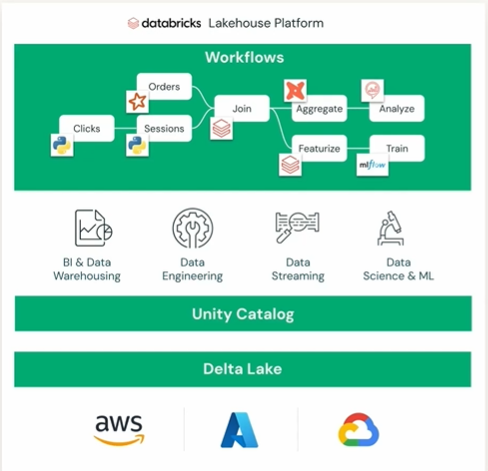 databricks Lakehouse Platform
Workflows
Orders
Clicks
Sessions
Join
Aggregate
Analyze
Featurize
Train
mlflow
BI & Data
Warehousing
Data
Engineering
Data
Streaming
Data
Science & ML
Unity Catalog
Delta Lake
aws